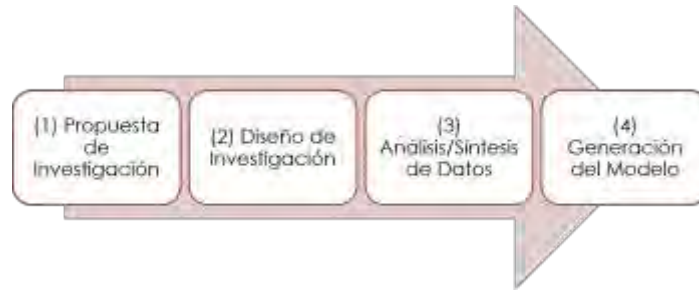 (1) Propuesta
de
Investigación
(2) Diseño de
Investigación
(3)
Análisis/Síntesis
de Datos
(4)
Generación
del Modelo